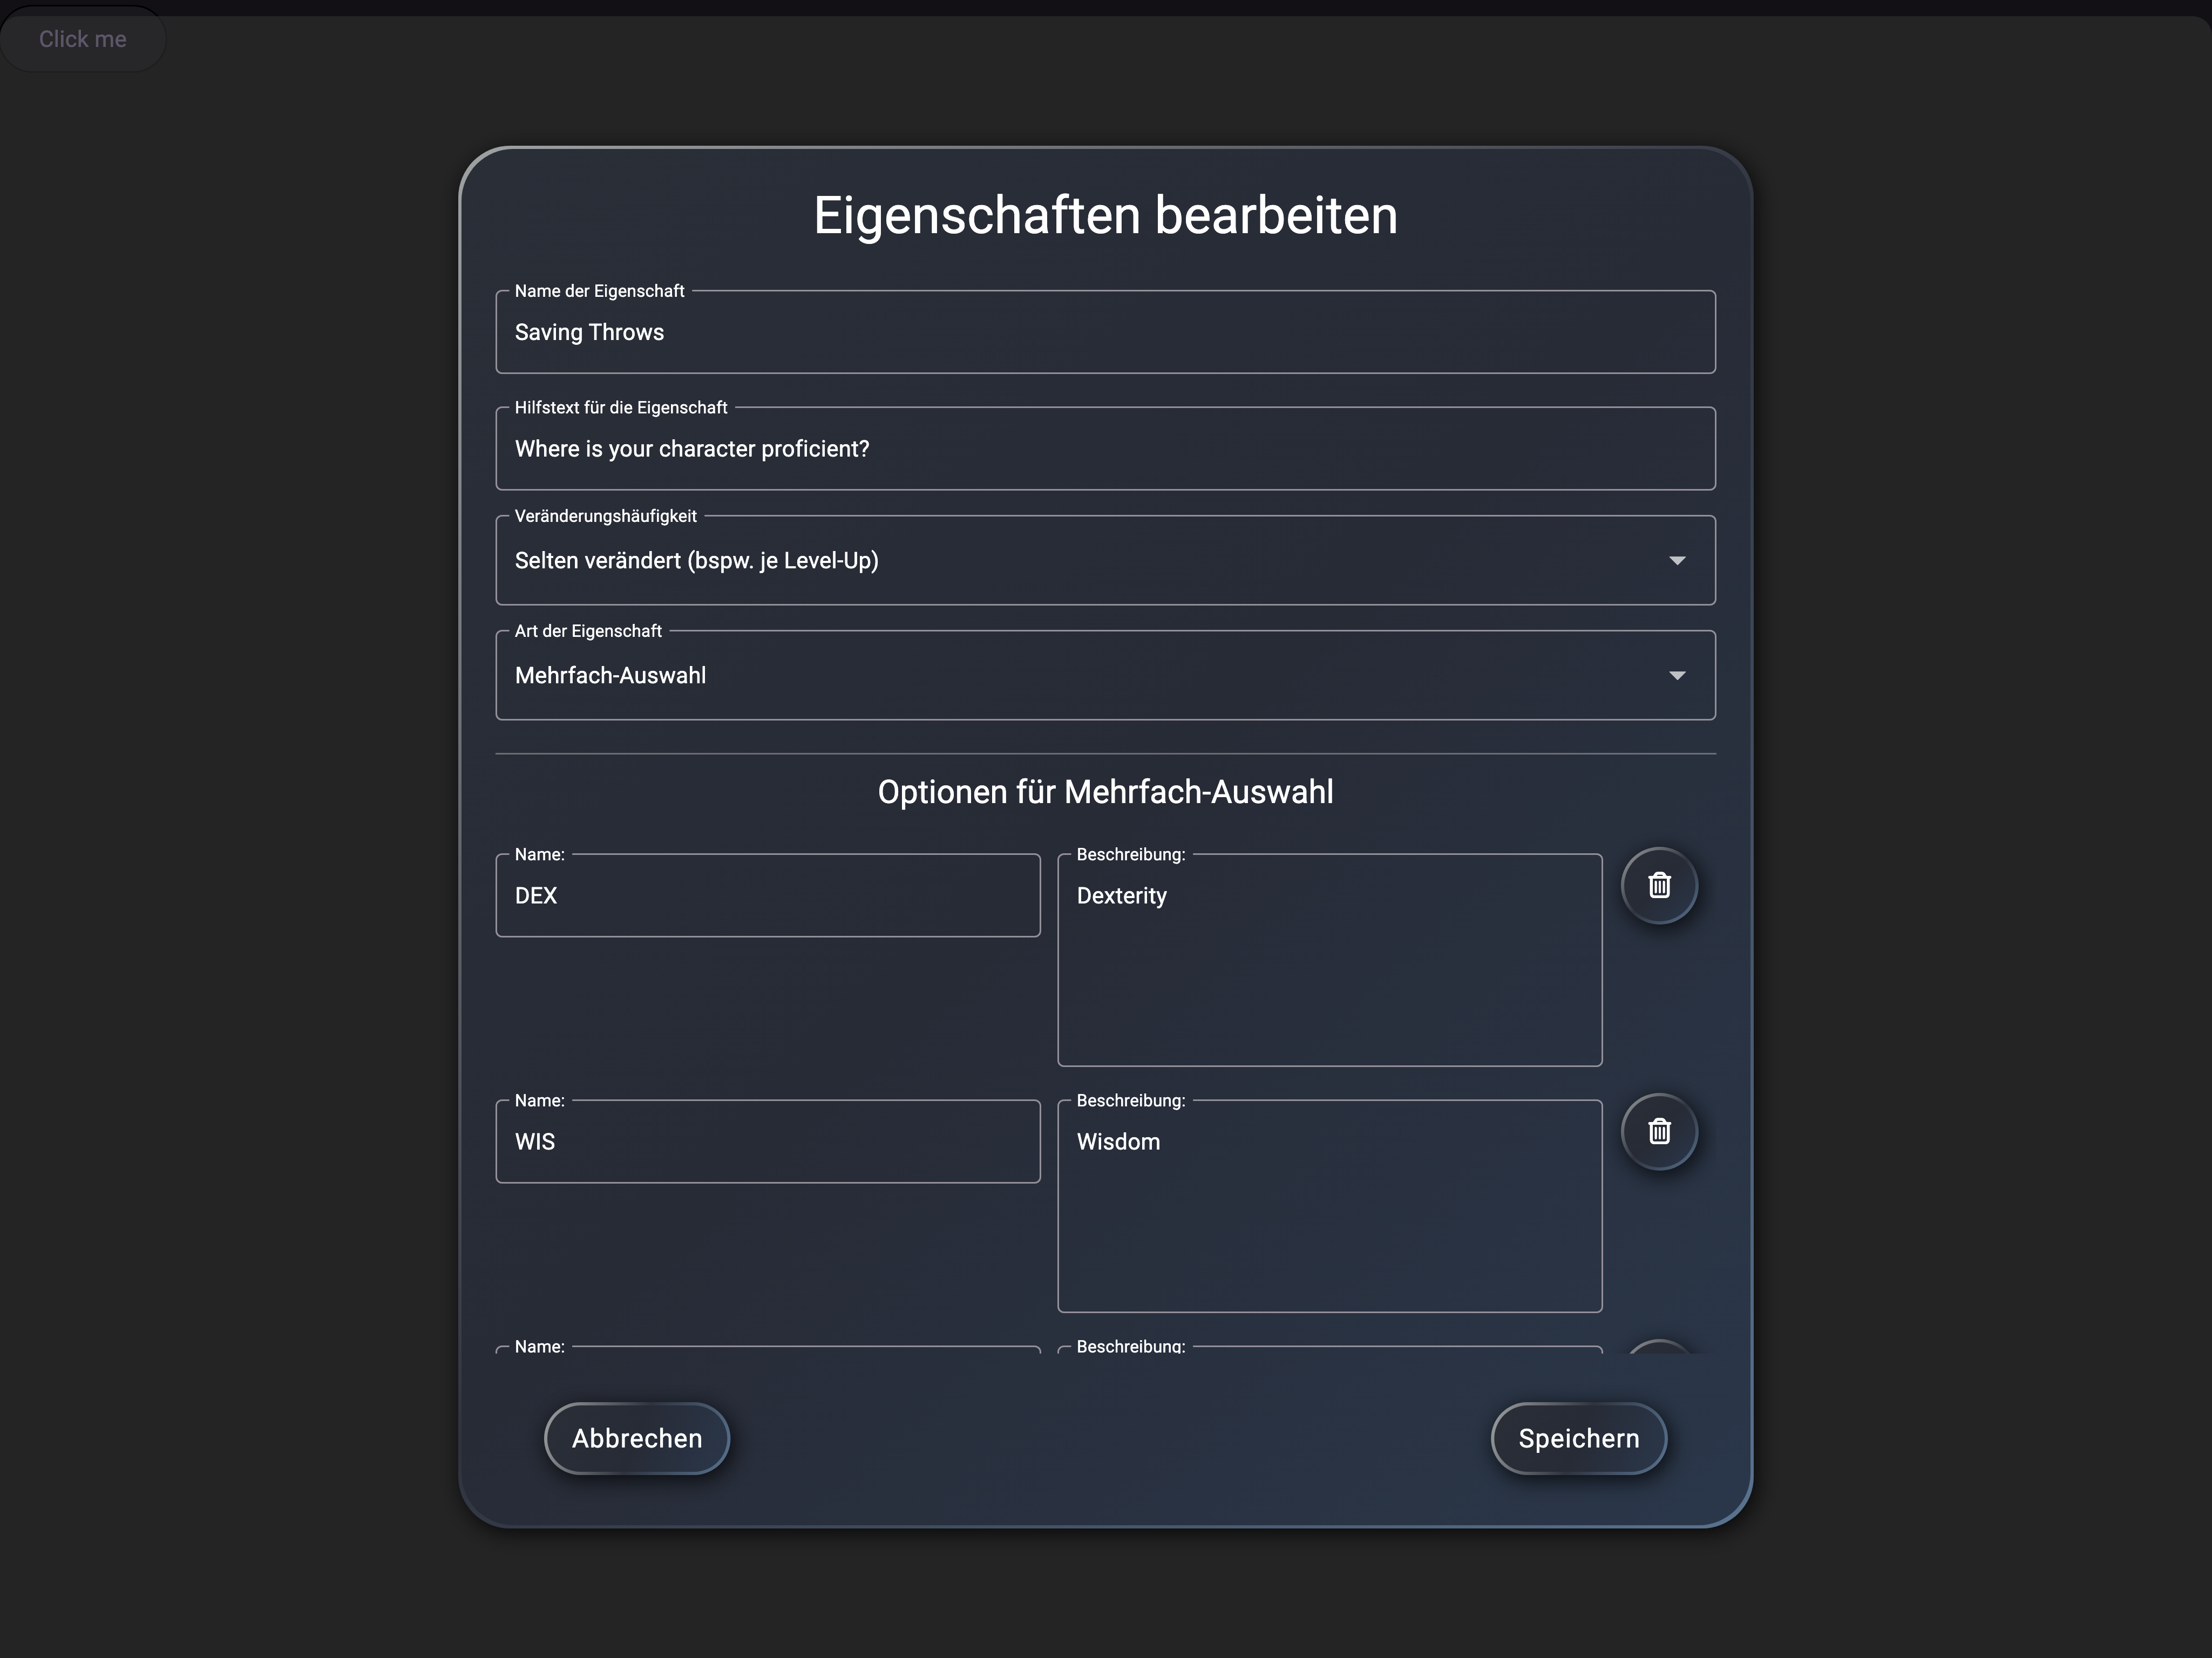 Click me
Eigenschaften bearbeiten
Name der Eigenschaft
Saving Throws
Hilfstext für die Eigenschaft
Where is your character proficient?
Veränderungshäufigkeit
Selten verändert (bspw. je Level-Up)
Art der Eigenschaft
Mehrfach-Auswahl
Optionen für Mehrfach-Auswahl
Name:
DEX
Beschreibung:
Dexterity
Name:
WIS
Beschreibung:
Wisdom
Name:
Beschreibung:
Abbrechen
Speichern